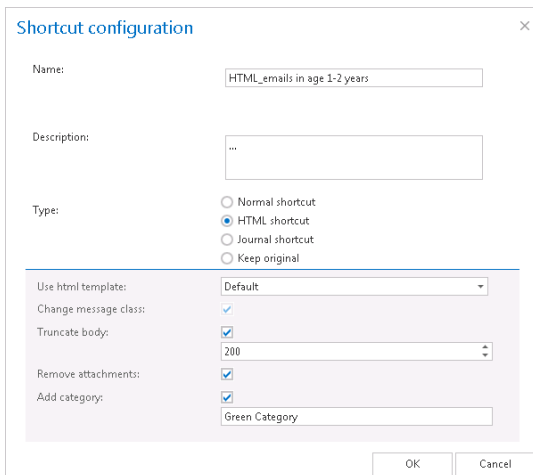 Shortcut configuration
Name:
HTML_emails in age 1-2 years
Description:
...
Type:
Normal shortcut
HTML shortcut
Journal shortcut
Keep original
Use html template:
Default
Change message class:
Truncate body:
200
Remove attachments:
Add category:
Green Category
OK
Cancel